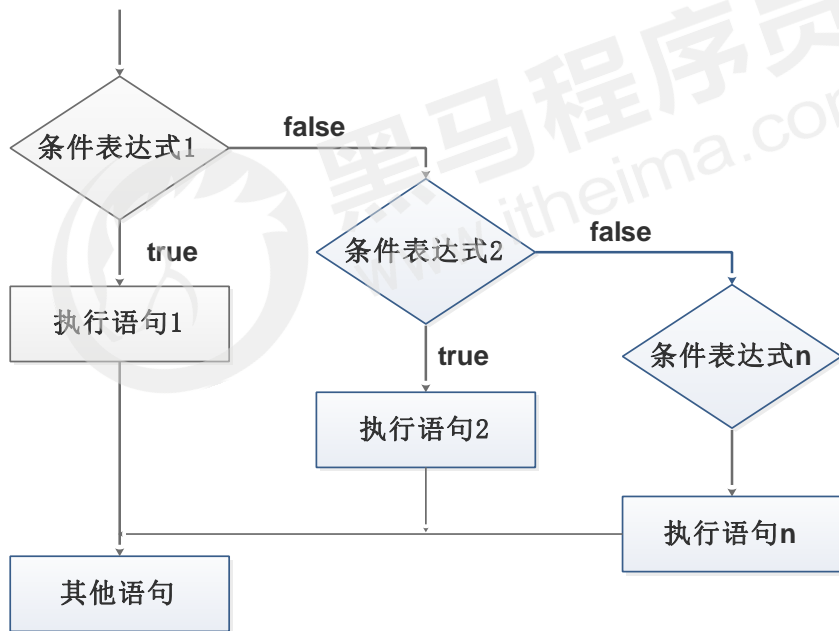 黑马程序员
www.itheima.com
条件表达式1
false
true
条件表达式2
false
执行语句1
true
条件表达式n
执行语句2
执行语句n
其他语句